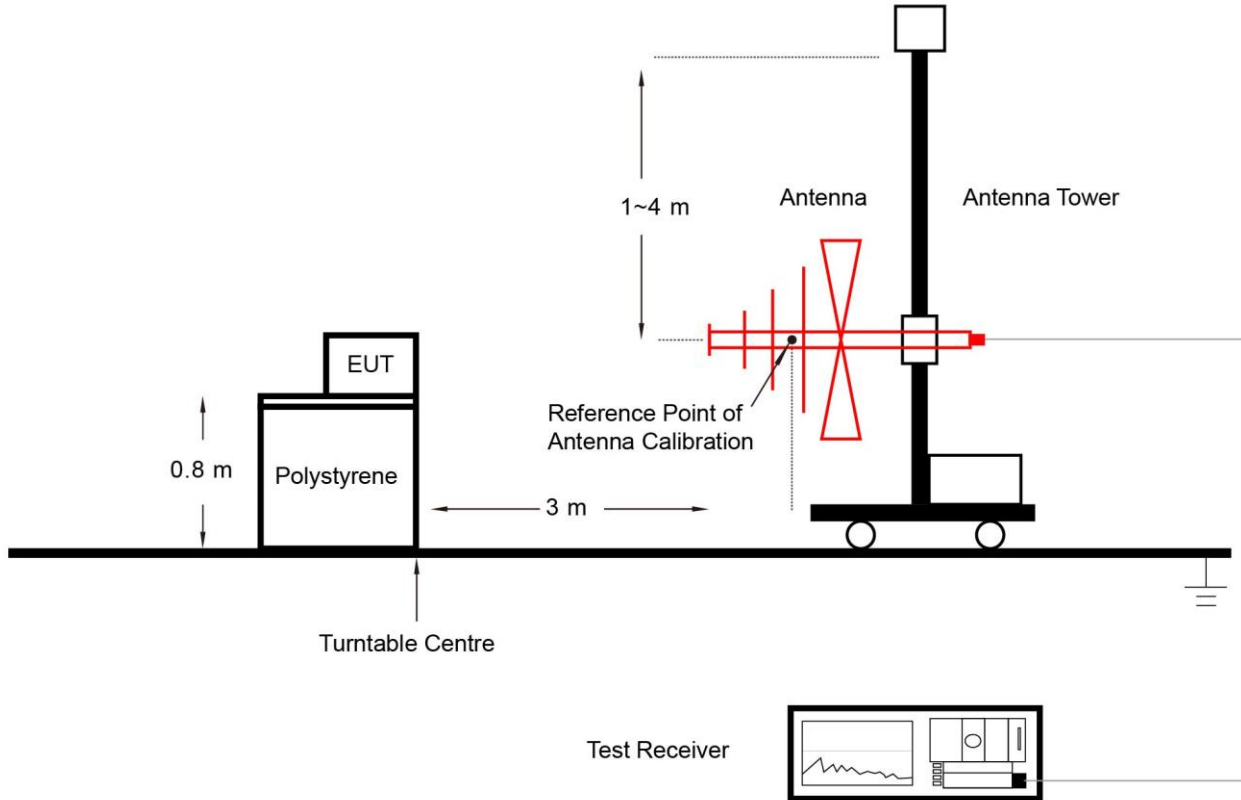 1~4 m
Antenna
Antenna Tower
EUT
Reference Point of
Antenna Calibration
0.8 m
Polystyrene
3 m
Turntable Centre
Test Receiver